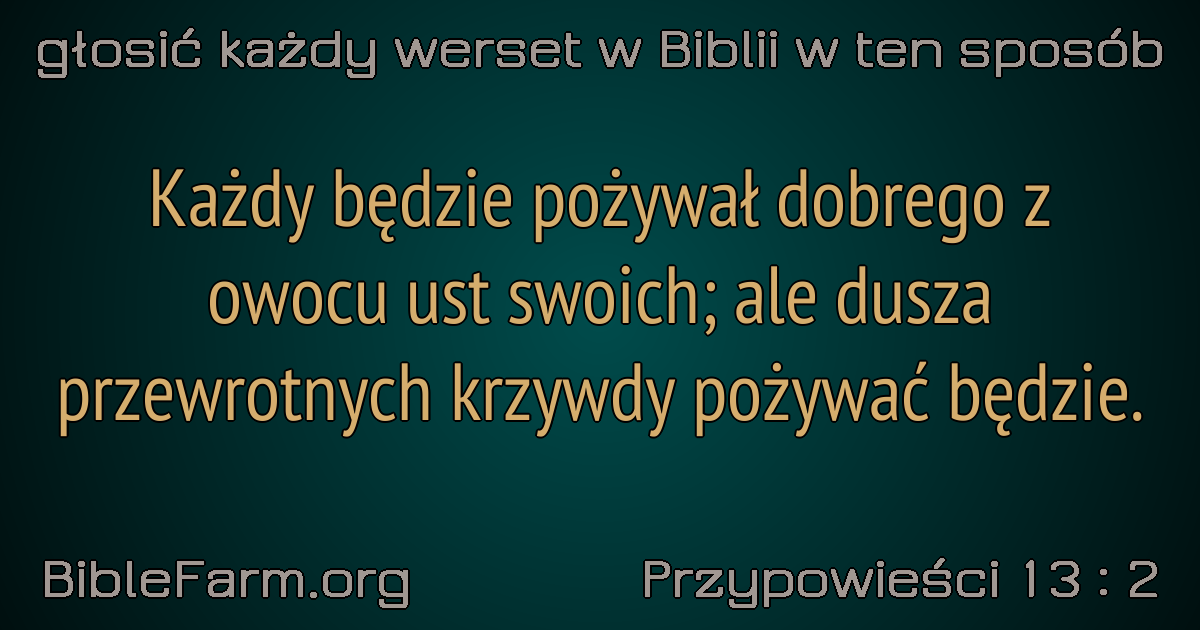 głosić każdy werset w Biblii w ten sposób
Każdy będzie pożywał dobrego z
owocu ust swoich; ale dusza
przewrotnych krzywdy pożywać będzie.
BibleFarm.org
Przypowieści 13 : 2